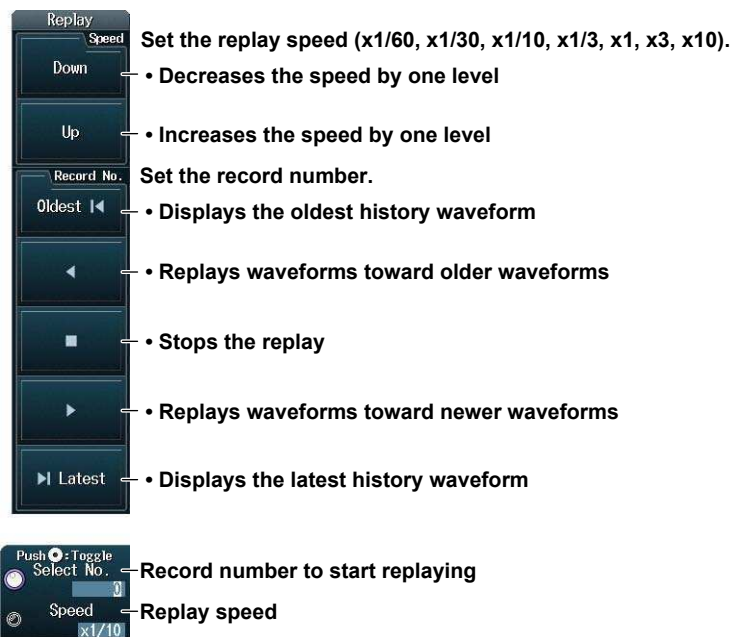 Replay
Speed
Set the replay speed (x1/60, x1/30, x1/10, x1/3, x1, x3, x10).
Down
• Decreases the speed by one level
Up
• Increases the speed by one level
Record No.
Set the record number.
Oldest
• Displays the oldest history waveform
• Replays waveforms toward older waveforms
• Stops the replay
• Replays waveforms toward newer waveforms
Latest
• Displays the latest history waveform
Push :Toggle
Select No.
Record number to start replaying
0
Speed
Replay speed
x1/10